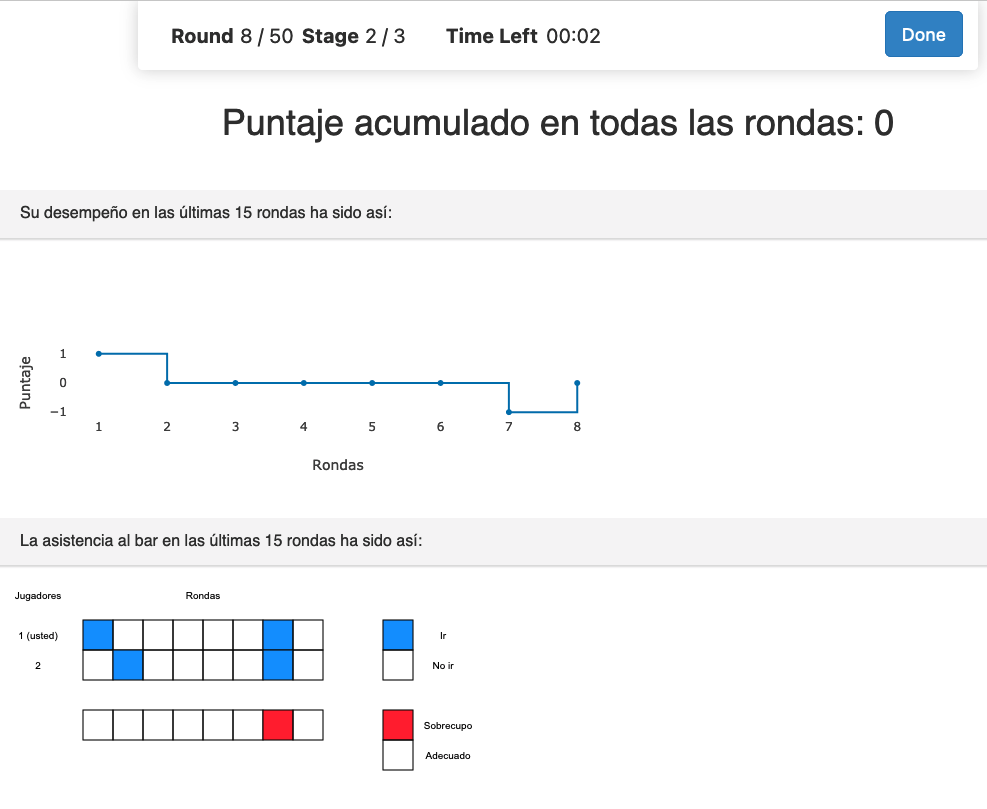 Round 8 / 50 Stage 2 / 3 Time Left 00:02 Done
Puntaje acumulado en todas las rondas: 0
Su desempeño en las últimas 15 rondas ha sido así:
Puntaje
1
0
−1
1 2 3 4 5 6 7 8
Rondas
La asistencia al bar en las últimas 15 rondas ha sido así:
Jugadores Rondas
1 (usted) Ir
2 No ir
Sobrecupo
Adecuado